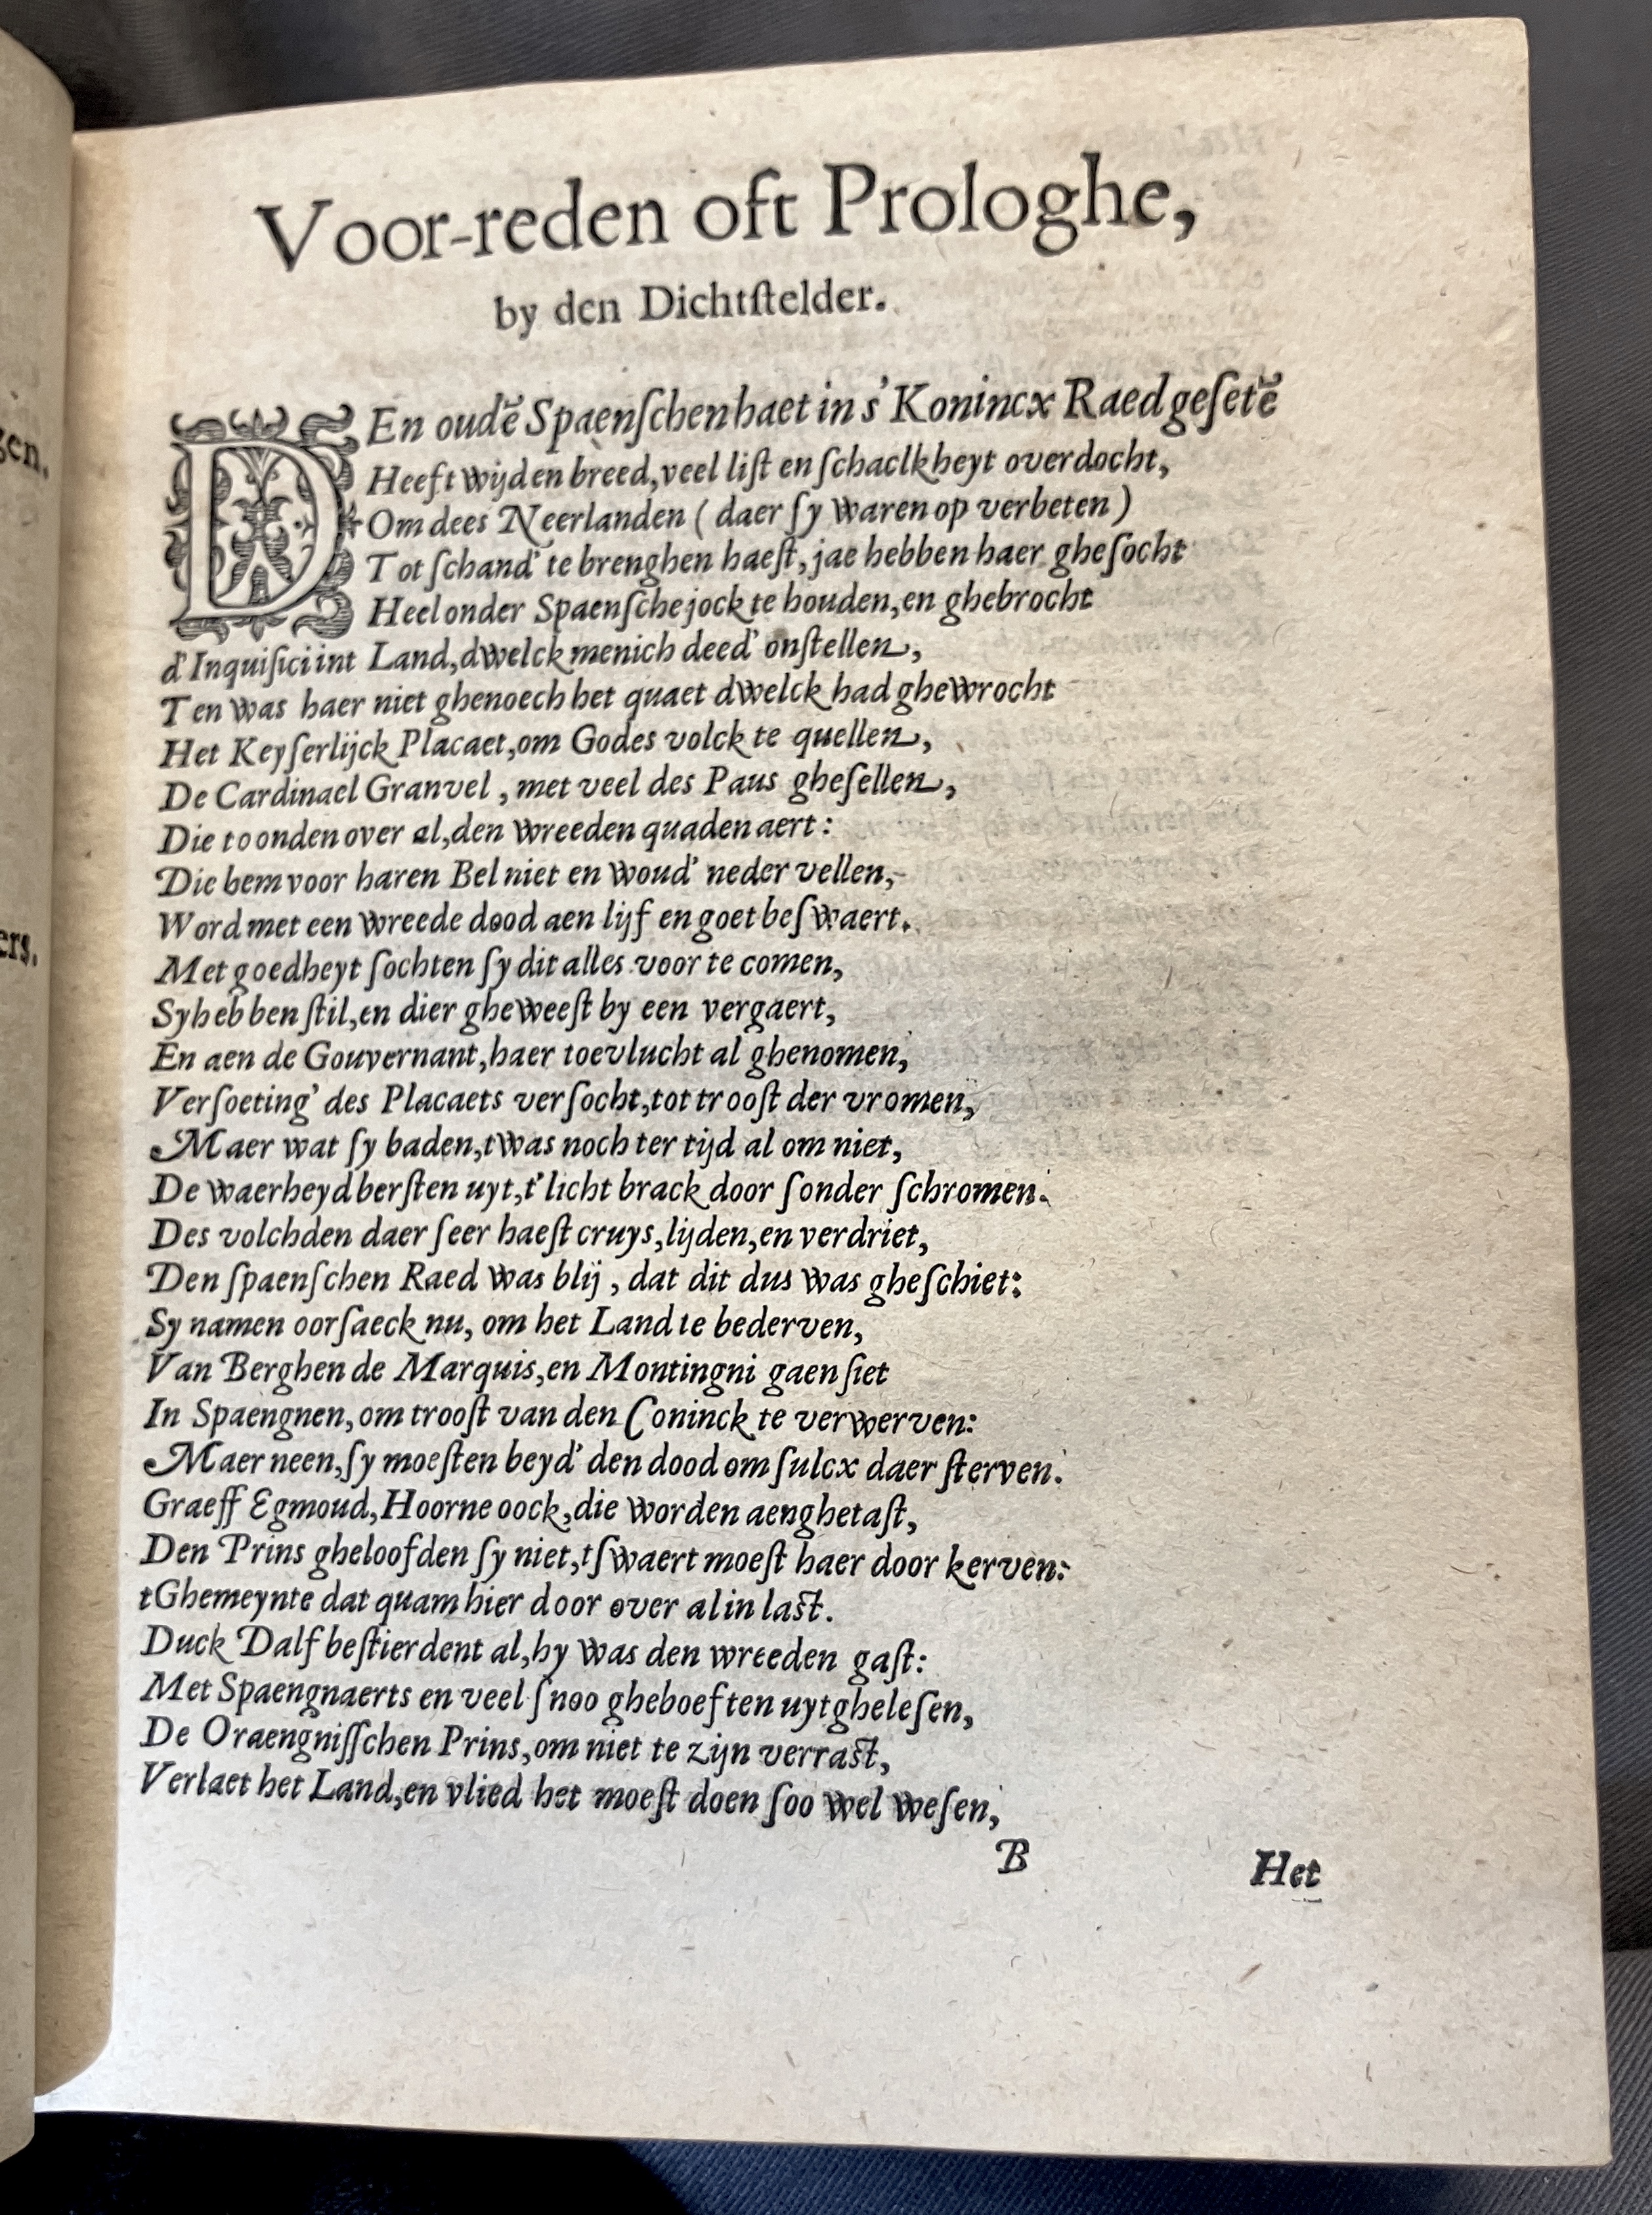 gen.
ers.
Voor-reden oft Prologhe,
by den Dichtſtelder.
DEn oudē Spaenſchen haet in s' Konincx Raed geſetē
Heeft wijd en breed, veel liſt en ſchaclkheyt overdocht,
Om dees Neerlanden ( daer ſy waren op verbeten )
Tot ſchand' te brenghen haeſt, jae hebben haer gheſocht
Heel onder Spaenſche jock te houden, en ghebrocht
d'Inquiſici int Land, dwelck menich deed' onſtellen,
Ten was haer niet ghenoech het quaet dwelck had ghewrocht
Het Keyſerlijck Placaet, om Godes volck te quellen,
De Cardinael Granvel, met veel des Paus gheſellen,
Die toonden over al, den wreeden quaden aert:
Die hem voor haren Bel niet en woud' neder vellen,
Word met een wreede dood aen lijf en goet beſwaert.
Met goedheyt ſochten ſy dit alles voor te comen,
Sy hebben ſtil, en dier gheweeſt by een vergaert,
En aen de Gouvernant, haer toevlucht al ghenomen,
Verſoeting' des Placaets verſocht, tot trooſt der vromen,
Maer wat ſy baden, twas noch ter tijd al om niet,
De waerheyd berſten uyt, t'licht brack door ſonder ſchromen:
Des volchden daer ſeer haeſt cruys, lijden, en verdriet,
Den ſpaenſchen Raed was blij, dat dit dus was gheſchiet:
Sy namen oorſaeck nu, om het Land te bederven,
Van Berghen de Marquis, en Montingni gaen ſiet
In Spaengnen, om trooſt van den Coninck te verwerven:
Maer neen, ſy moeſten beyd' den dood om ſulcx daer ſterven.
Graeff Egmoud, Hoorne oock, die worden aenghetaſt,
Den Prins gheloofden ſy niet, tſwaert moeſt haer door kerven:
tGhemeynte dat quam hier door over al in laſt.
Duck Dalf beſtierdent al, hy was den wreeden gaſt:
Met Spaengnaerts en veel ſnoo gheboeften uytgheleſen,
De Oraengniſſchen Prins, om niet te zijn verraſt,
Verlaet het Land, en vlied het moeſt doen ſoo wel weſen,
B
Het